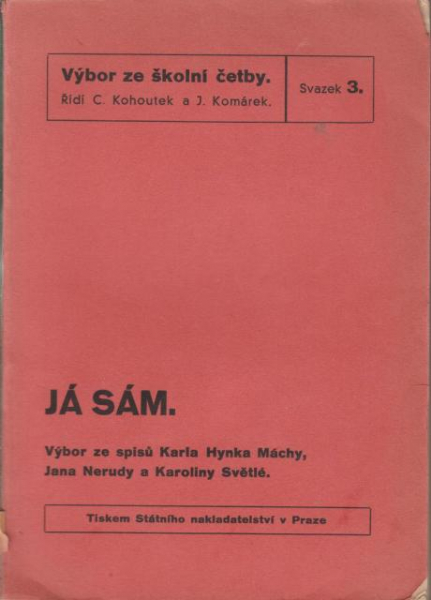 Výbor ze školní četby.
Řídí C. Kohoutek a J. Komárek.
Svazek 3.
JÁ SÁM.
Výbor ze spisů Karla Hynka Máchy,
Jana Nerudy a Karoliny Světlé.
Tiskem Státního nakladatelství v Praze